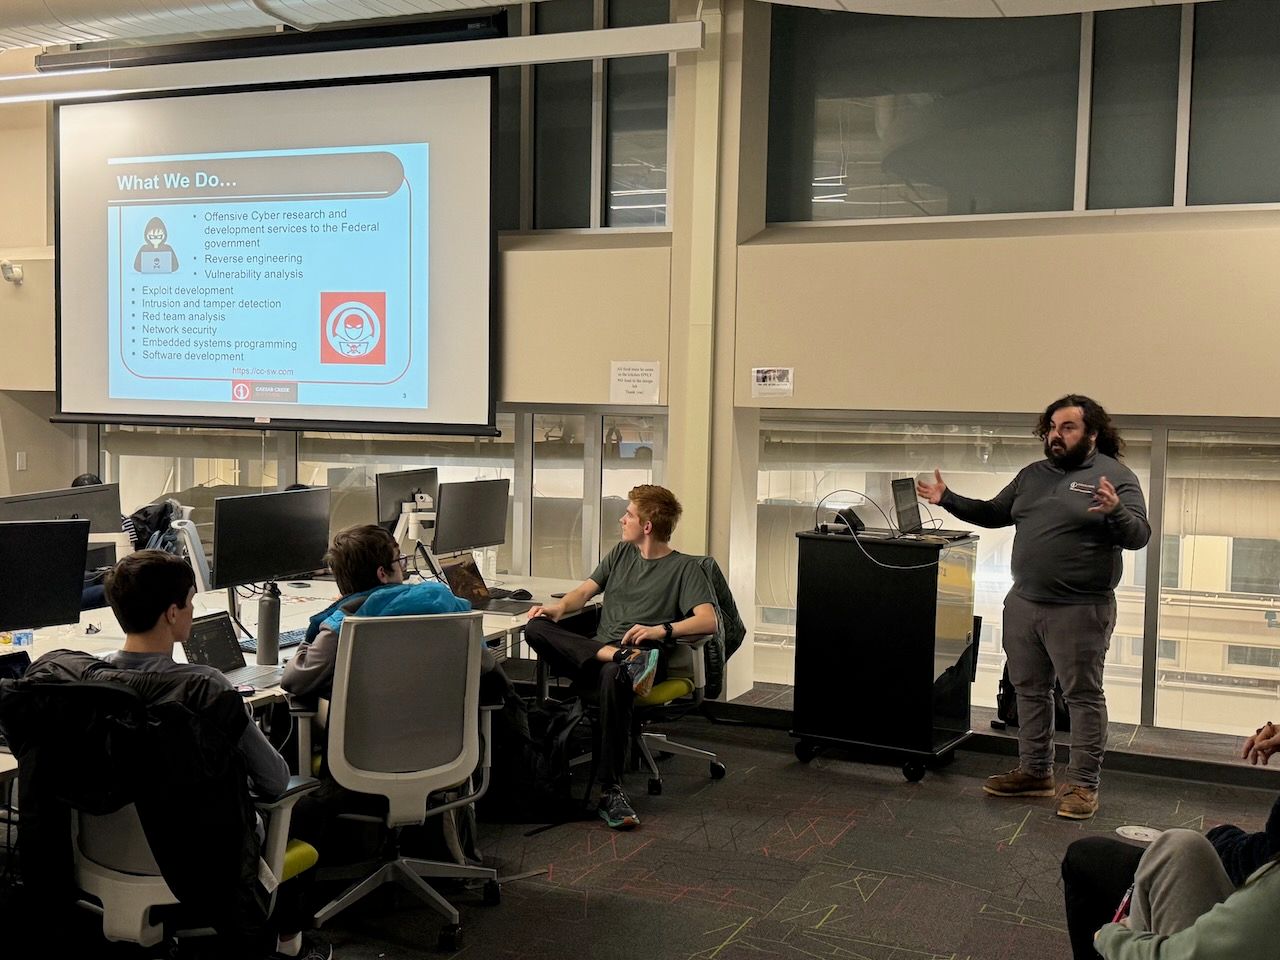 What We Do…
• Offensive Cyber research and
development services to the Federal
government
• Reverse engineering
• Vulnerability analysis
• Exploit development
• Intrusion and tamper detection
• Red team analysis
• Network security
• Embedded systems programming
• Software development
https://cc-sw.com
CAESAR CREEK
3